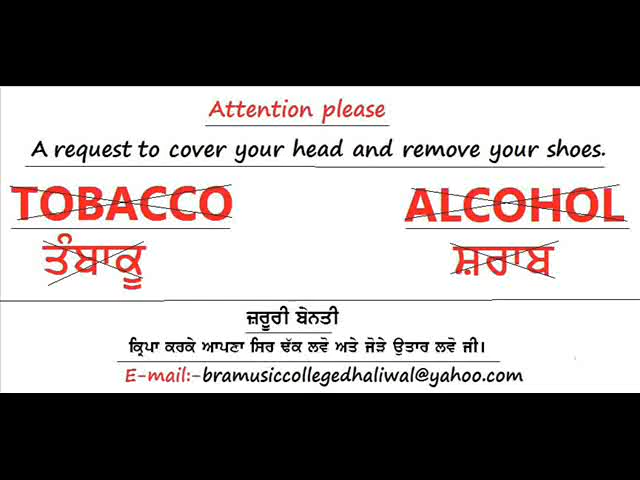 Attention please
A request to cover your head and remove your shoes.
TOBACCO ALCOHOL
ਤੰਬਾਕੂ ਸ਼ਰਾਬ
ਜ਼ਰੂਰੀ ਬੇਨਤੀ
ਕ੍ਰਿਪਾ ਕਰਕੇ ਆਪਣਾ ਸਿਰ ਢੱਕ ਲਵੋ ਅਤੇ ਜੋੜੇ ਉਤਾਰ ਲਵੋ ਜੀ।
E-mail:-bramusiccollegedhaliwal@yahoo.com